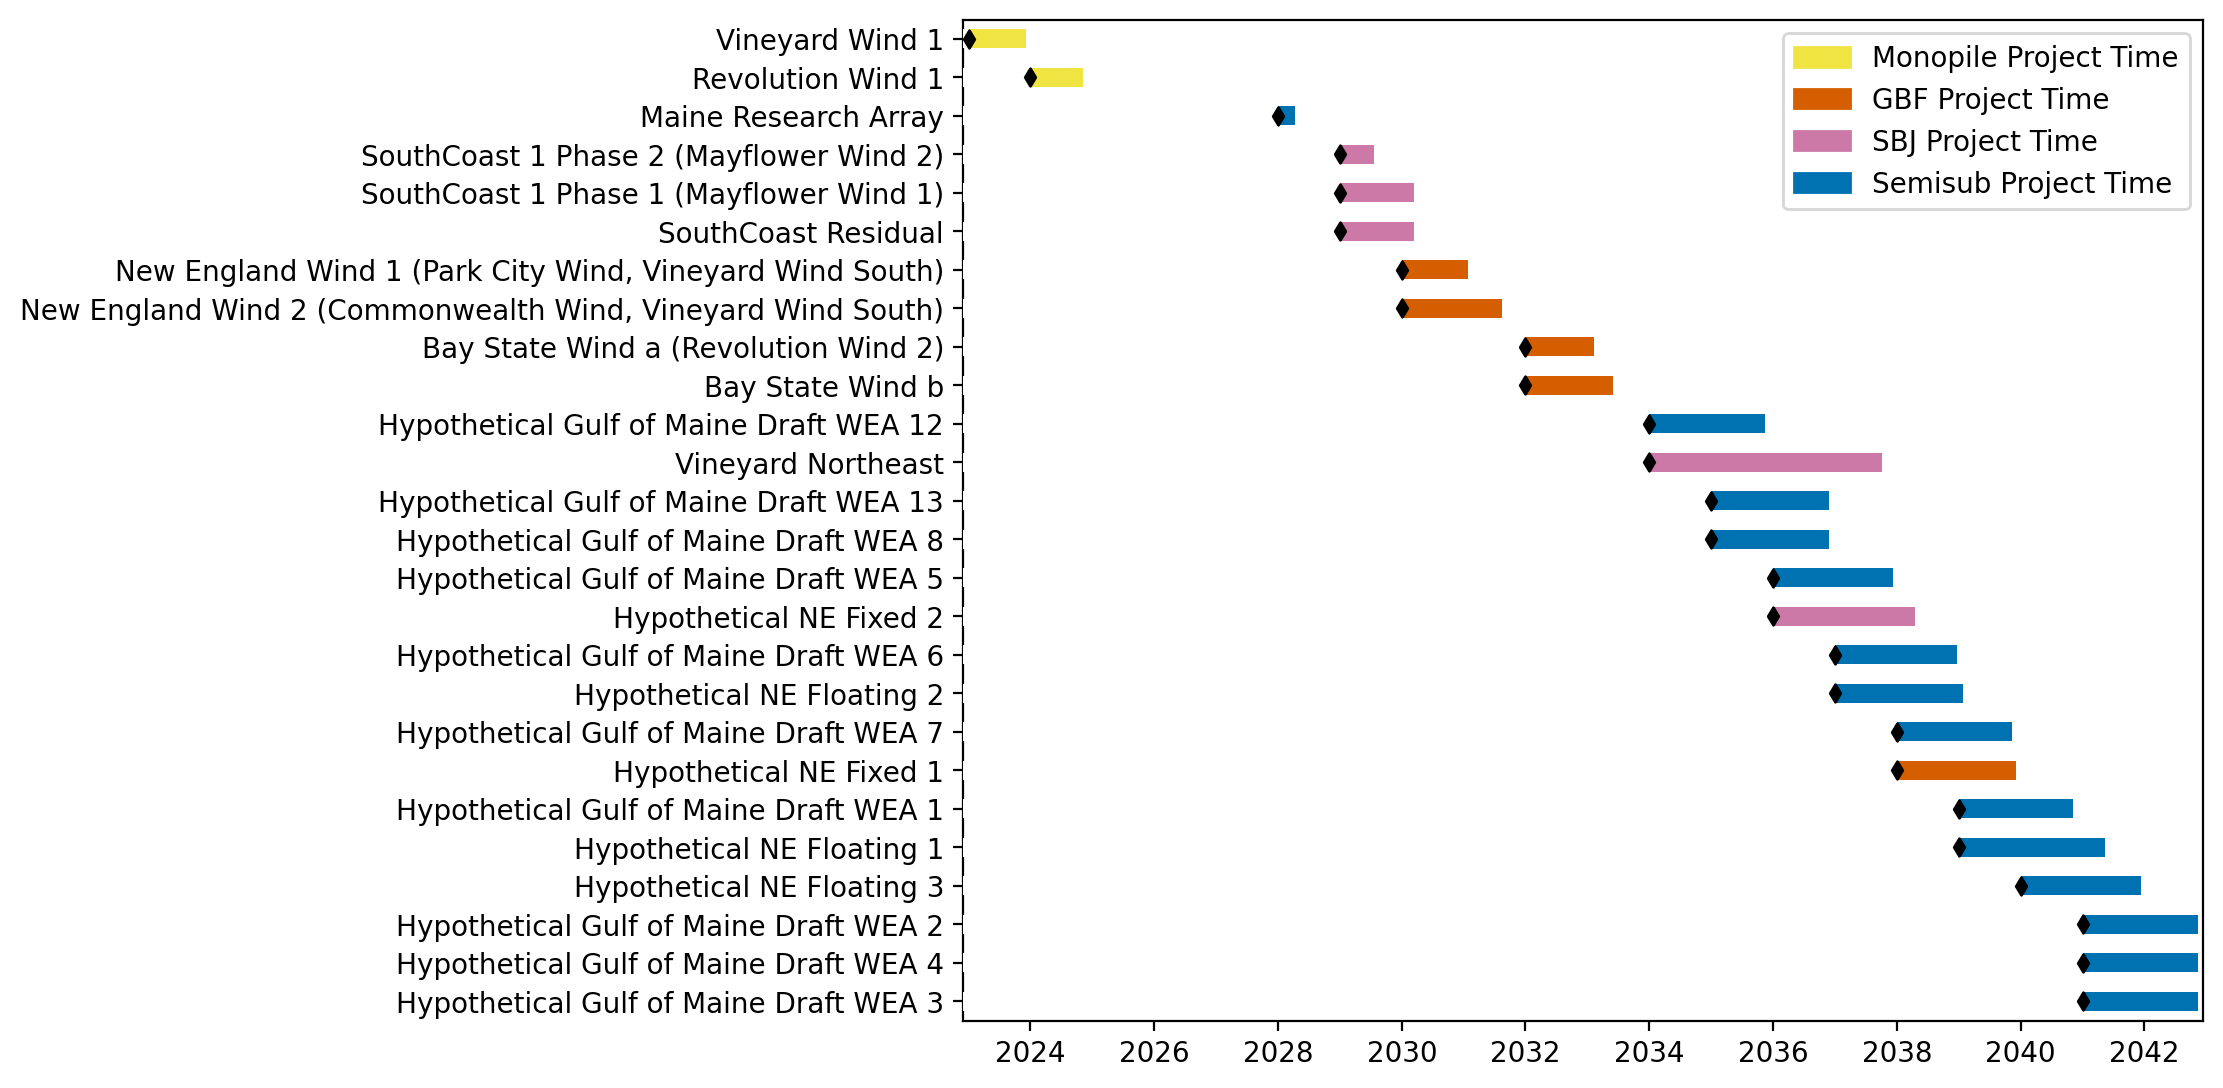 Vineyard Wind 1
Revolution Wind 1
Maine Research Array
SouthCoast 1 Phase 2 (Mayflower Wind 2)
SouthCoast 1 Phase 1 (Mayflower Wind 1)
SouthCoast Residual
New England Wind 1 (Park City Wind, Vineyard Wind South)
New England Wind 2 (Commonwealth Wind, Vineyard Wind South)
Bay State Wind a (Revolution Wind 2)
Bay State Wind b
Hypothetical Gulf of Maine Draft WEA 12
Vineyard Northeast
Hypothetical Gulf of Maine Draft WEA 13
Hypothetical Gulf of Maine Draft WEA 8
Hypothetical Gulf of Maine Draft WEA 5
Hypothetical NE Fixed 2
Hypothetical Gulf of Maine Draft WEA 6
Hypothetical NE Floating 2
Hypothetical Gulf of Maine Draft WEA 7
Hypothetical NE Fixed 1
Hypothetical Gulf of Maine Draft WEA 1
Hypothetical NE Floating 1
Hypothetical NE Floating 3
Hypothetical Gulf of Maine Draft WEA 2
Hypothetical Gulf of Maine Draft WEA 4
Hypothetical Gulf of Maine Draft WEA 3
Monopile Project Time
GBF Project Time
SBJ Project Time
Semisub Project Time
2024 2026 2028 2030 2032 2034 2036 2038 2040 2042